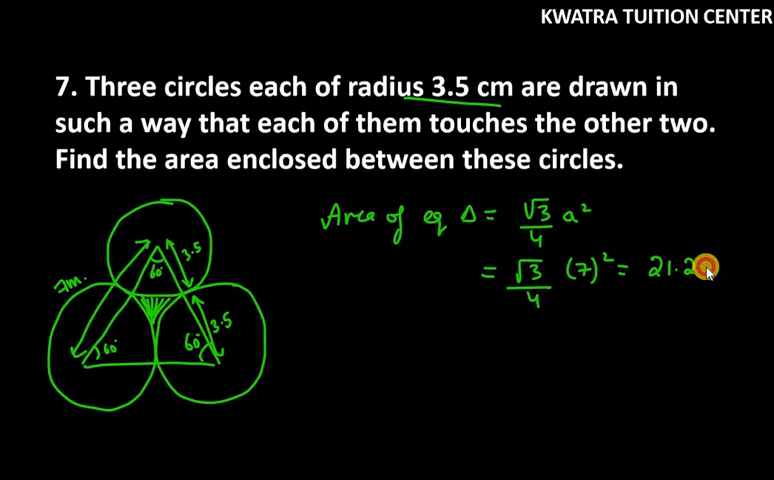 KWATRA TUITION CENTER
7. Three circles each of radius 3.5 cm are drawn in
such a way that each of them touches the other two.
Find the area enclosed between these circles.
Area of eq Δ = √3/4 a²
= √3/4 (7)² = 21.2
3.5
60°
7m.
3.5
60°
60°